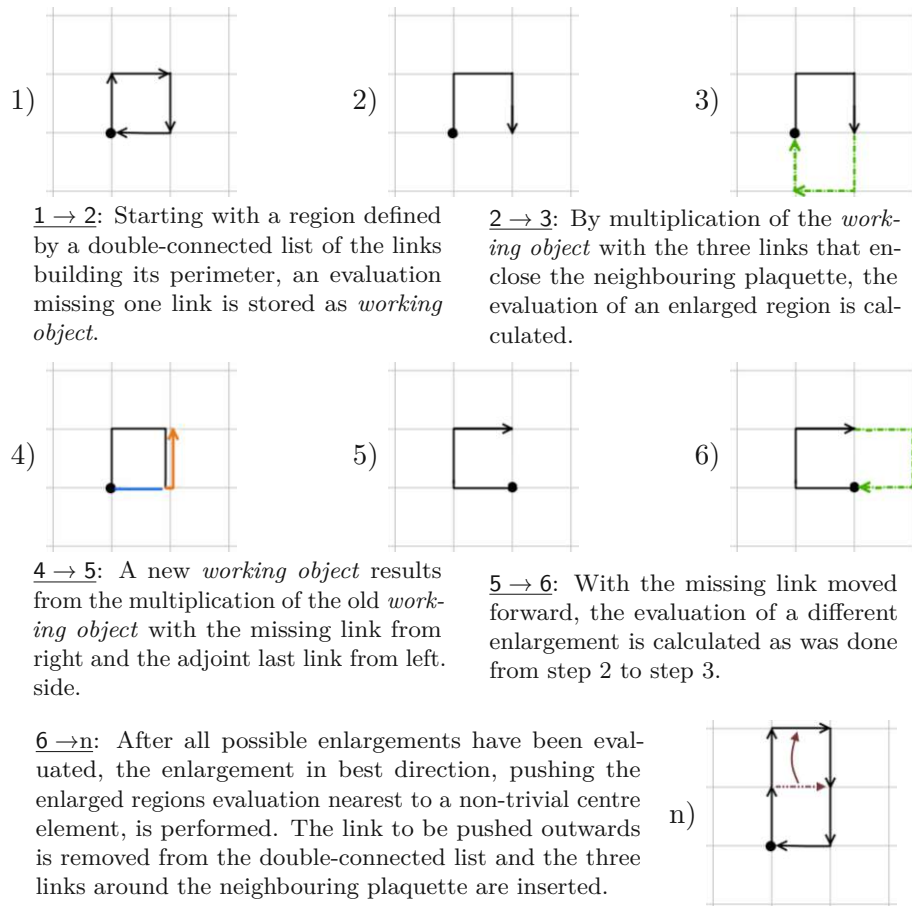 1)
2)
3)
1 → 2: Starting with a region defined
by a double-connected list of the links
building its perimeter, an evaluation
missing one link is stored as working
object.
2 → 3: By multiplication of the work-
ing object with the three links that en-
close the neighbouring plaquette, the
evaluation of an enlarged region is cal-
culated.
4)
5)
6)
4 → 5: A new working object results
from the multiplication of the old work-
ing object with the missing link from
right and the adjoint last link from left.
side.
5 → 6: With the missing link moved
forward, the evaluation of a different
enlargement is calculated as was done
from step 2 to step 3.
6 →n: After all possible enlargements have been eval-
uated, the enlargement in best direction, pushing the
enlarged regions evaluation nearest to a non-trivial centre
element, is performed. The link to be pushed outwards
is removed from the double-connected list and the three
links around the neighbouring plaquette are inserted.
n)